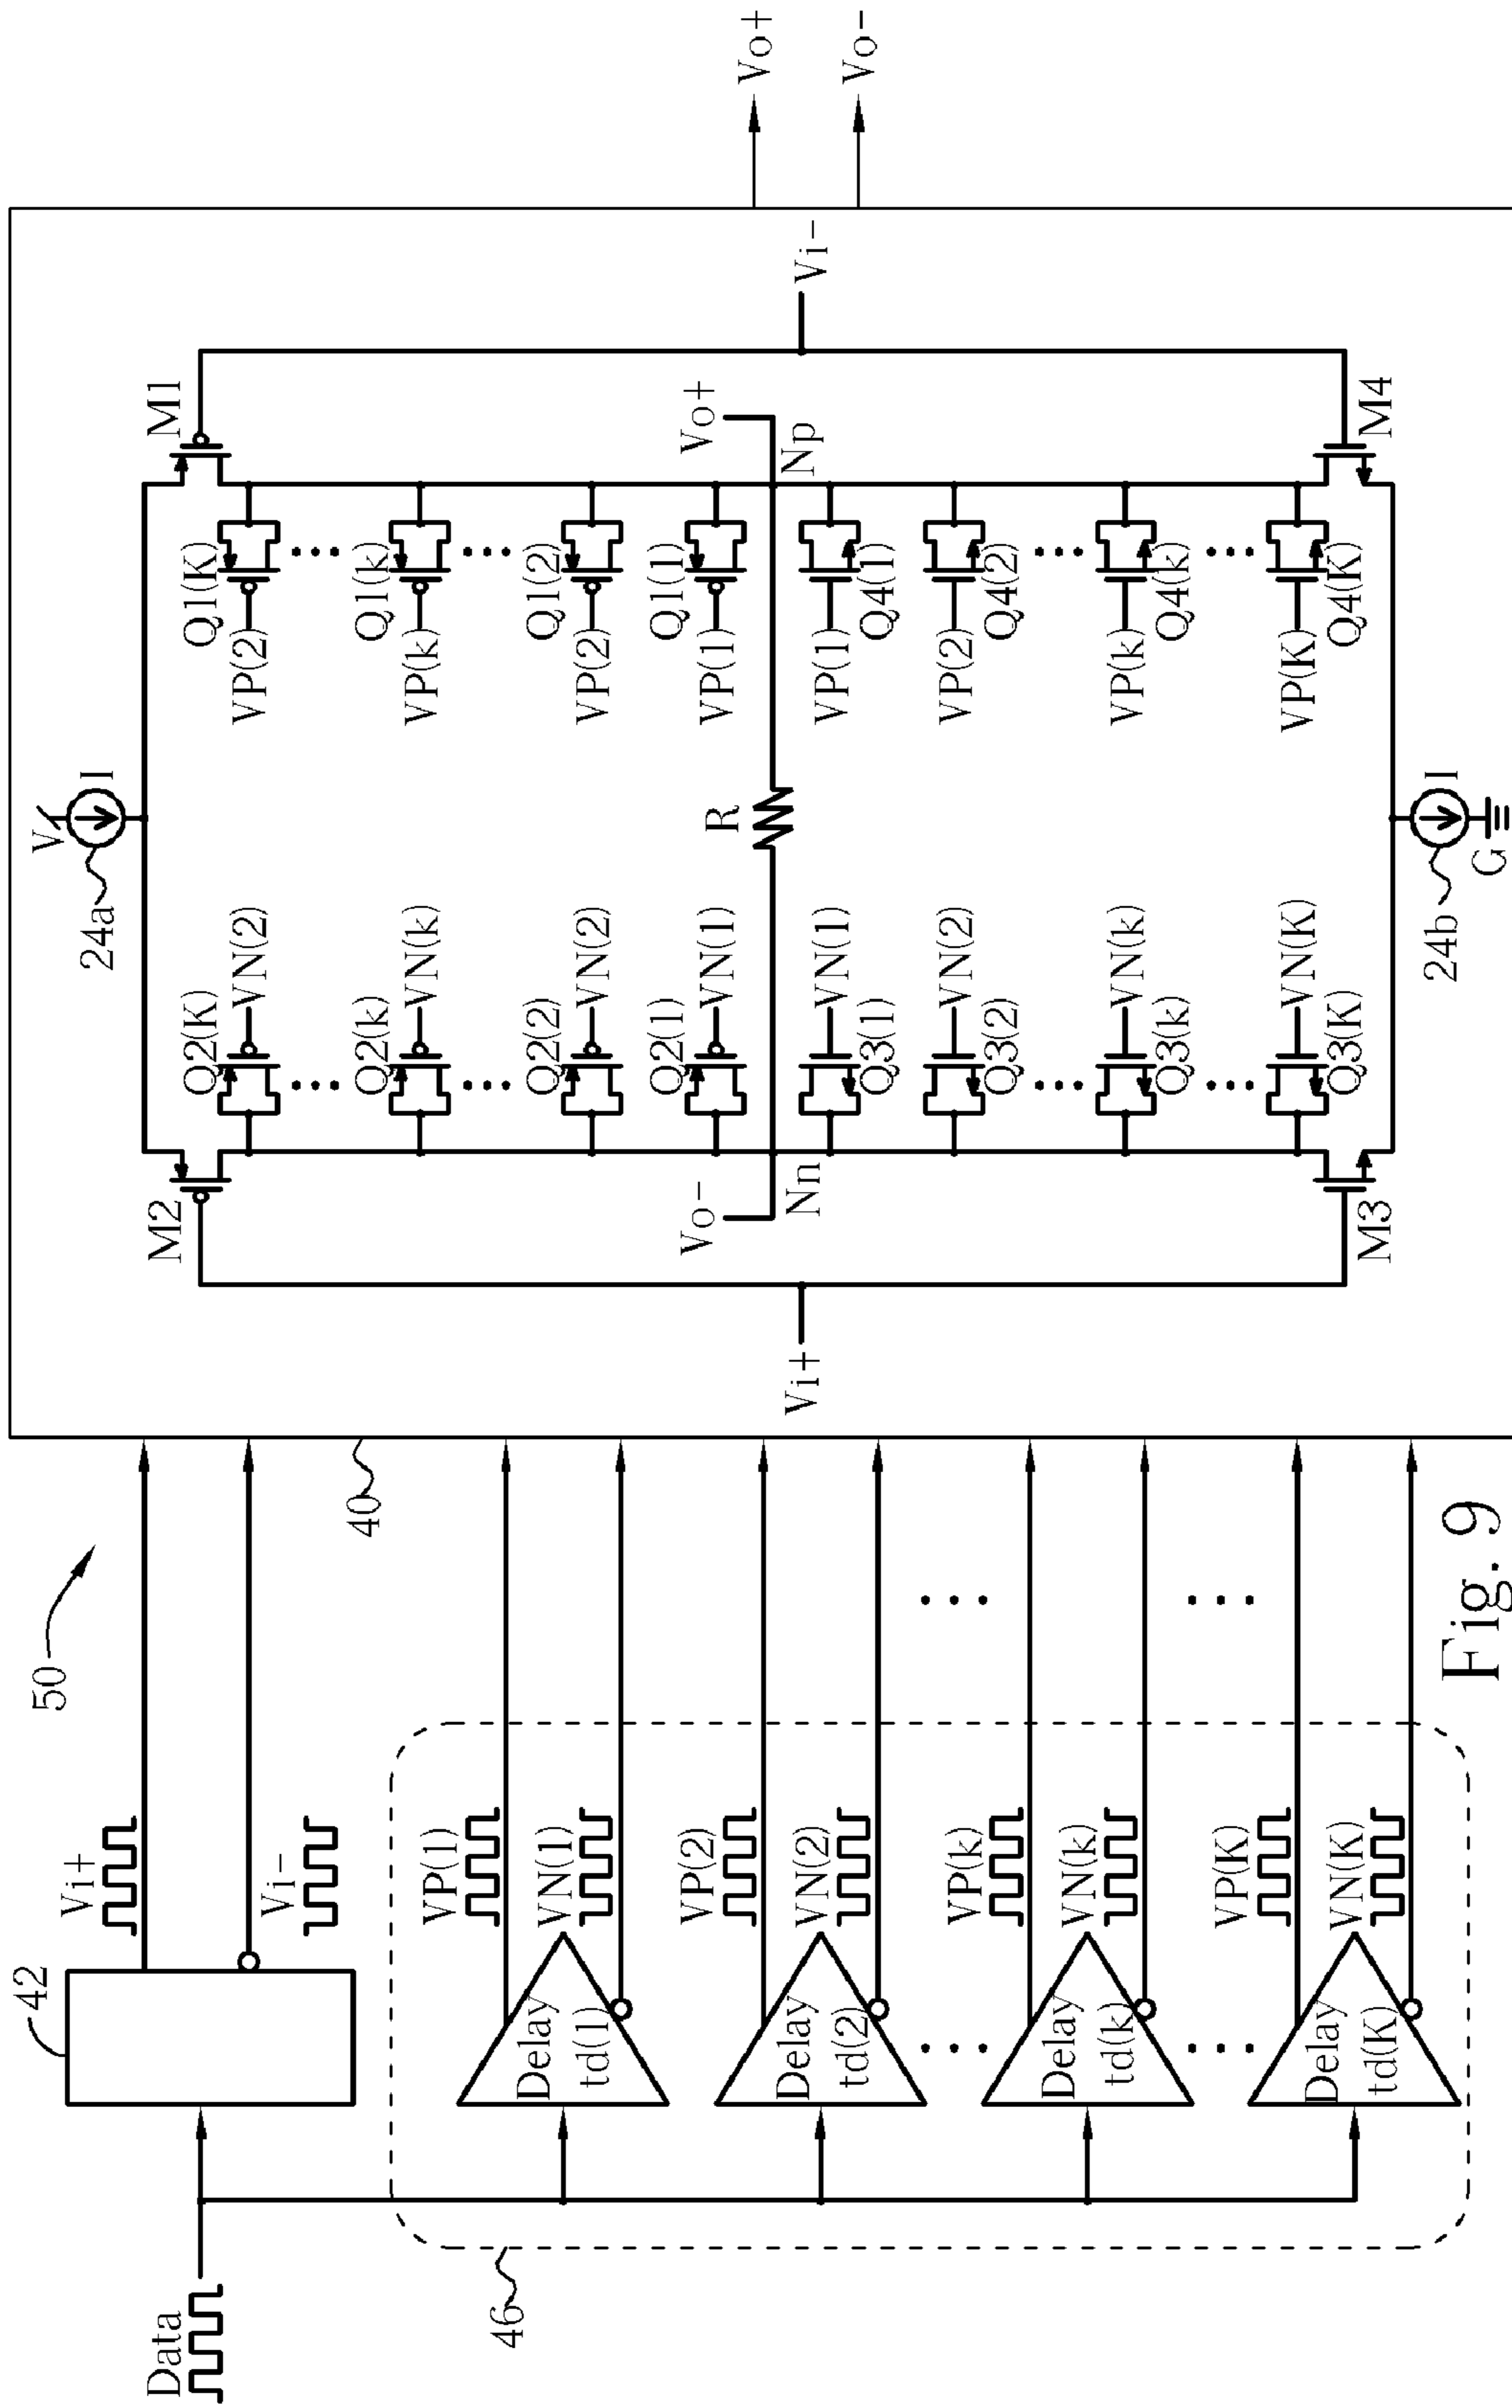 Fig. 9
50
Data
42
Vi+
Vi-
46
Delay
td(1)
VP(1)
VN(1)
Delay
td(2)
VP(2)
VN(2)
Delay
td(k)
VP(k)
VN(k)
Delay
td(K)
VP(K)
VN(K)
40
V
24a
I
M2
M1
Q2(K)
VN(2)
VP(2)
Q1(K)
Q2(k)
VN(k)
VP(k)
Q1(k)
Q2(2)
VN(2)
VP(2)
Q1(2)
Q2(1)
VN(1)
VP(1)
Q1(1)
Vo-
Nn
R
Vo+
Np
Vi+
Vi-
VN(1)
Q3(1)
VP(1)
Q4(1)
VN(2)
Q3(2)
VP(2)
Q4(2)
VN(k)
Q3(k)
VP(k)
Q4(k)
VN(K)
Q3(K)
VP(K)
Q4(K)
M3
M4
24b
I
G
Vo+
Vo-